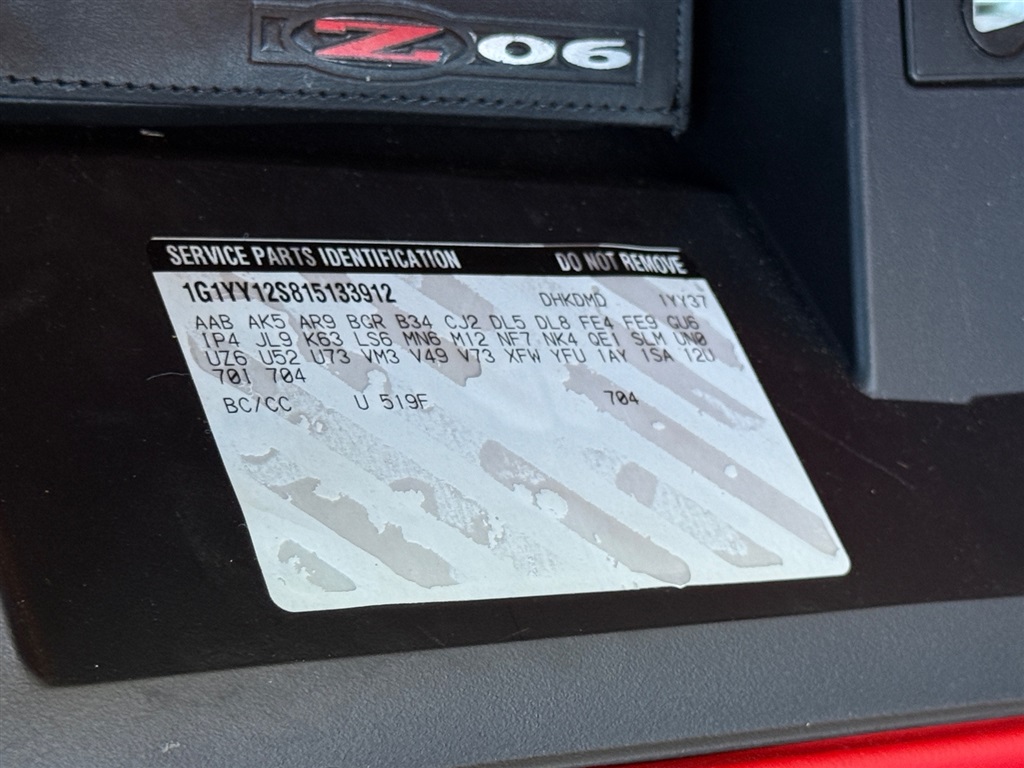 Z06
SERVICE PARTS IDENTIFICATION DO NOT REMOVE
1G1YY12S815133912 DHKDMD 1YY37
AAB AK5 AR9 BGR B34 CJ2 DL5 DL8 FE4 FE9 GU6
IP4 JL9 K63 LS6 MN6 M12 NF7 NK4 QE1 SLM UN0
UZ6 U52 U73 VM3 V49 V73 XFW YFU 1AY 1SA 12U
701 704
BC/CC U 519F 704